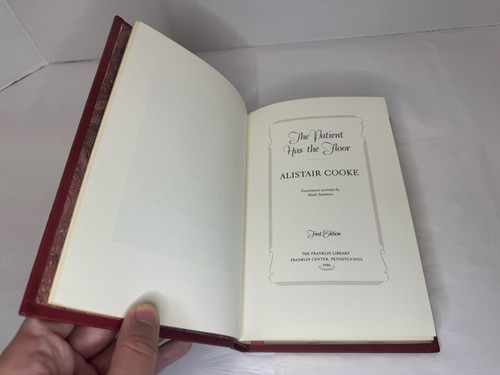 The Patient
Has the Floor
ALISTAIR COOKE
Frontispiece portrait by
Mark Summers
First Edition
THE FRANKLIN LIBRARY
FRANKLIN CENTER, PENNSYLVANIA
1986